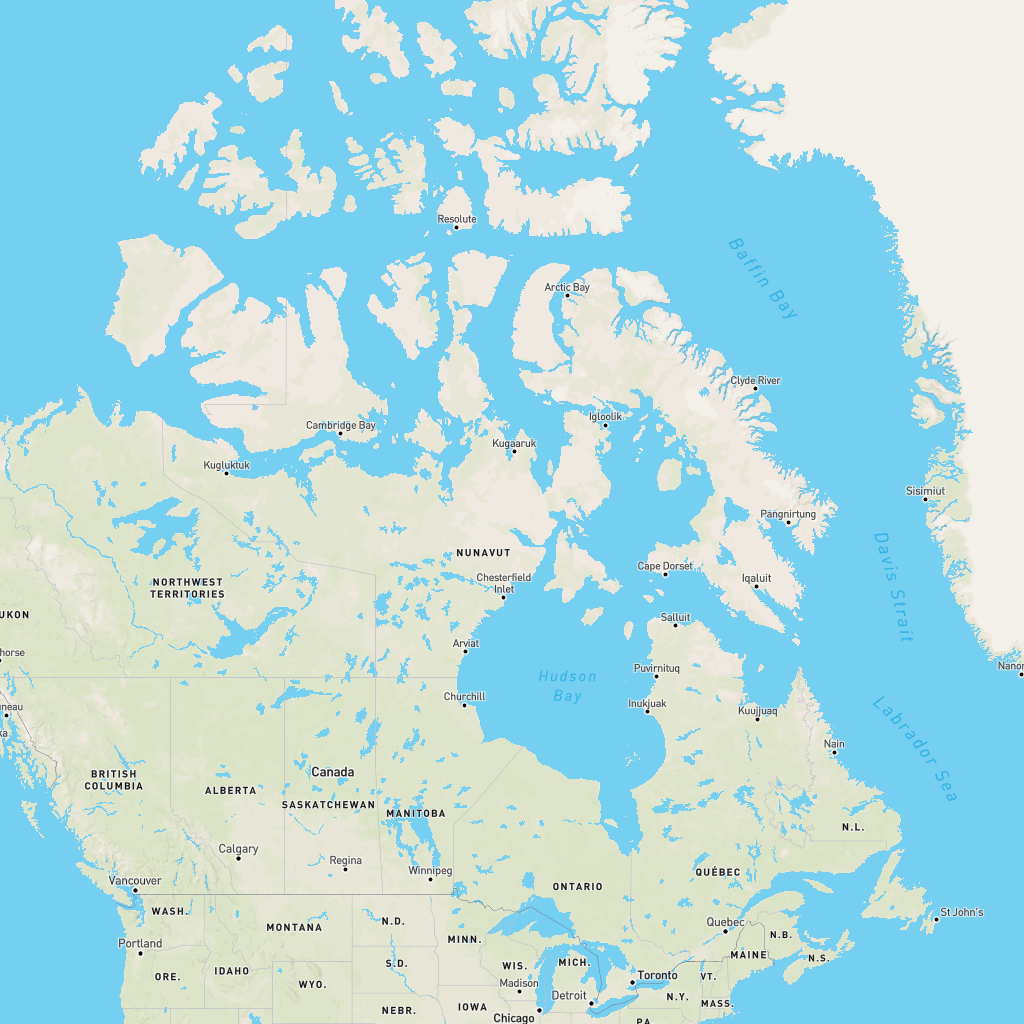 Resolute
Baffin Bay
Arctic Bay
Clyde River
Igloolik
Cambridge Bay
Kugaaruk
Kugluktuk
Sisimiut
Pangnirtung
Davis Strait
NUNAVUT
Cape Dorset
Chesterfield
Inlet
Iqaluit
NORTHWEST
TERRITORIES
UKON
Salluit
Arviat
horse
Puvirnituq
Nanor
Hudson
Bay
Churchill
Inukjuak
Kuujjuaq
neau
ka
Labrador Sea
Nain
Canada
BRITISH
COLUMBIA
ALBERTA
SASKATCHEWAN
MANITOBA
N.L.
Calgary
Regina
Winnipeg
QUÉBEC
Vancouver
ONTARIO
WASH.
St John's
N.D.
Quebec
MONTANA
N.B.
Portland
MINN.
MAINE
N.S.
S.D.
WIS.
MICH.
ORE.
IDAHO
Toronto
VT.
WYO.
Madison
Detroit
N.Y.
MASS.
NEBR.
IOWA
Chicago
PA